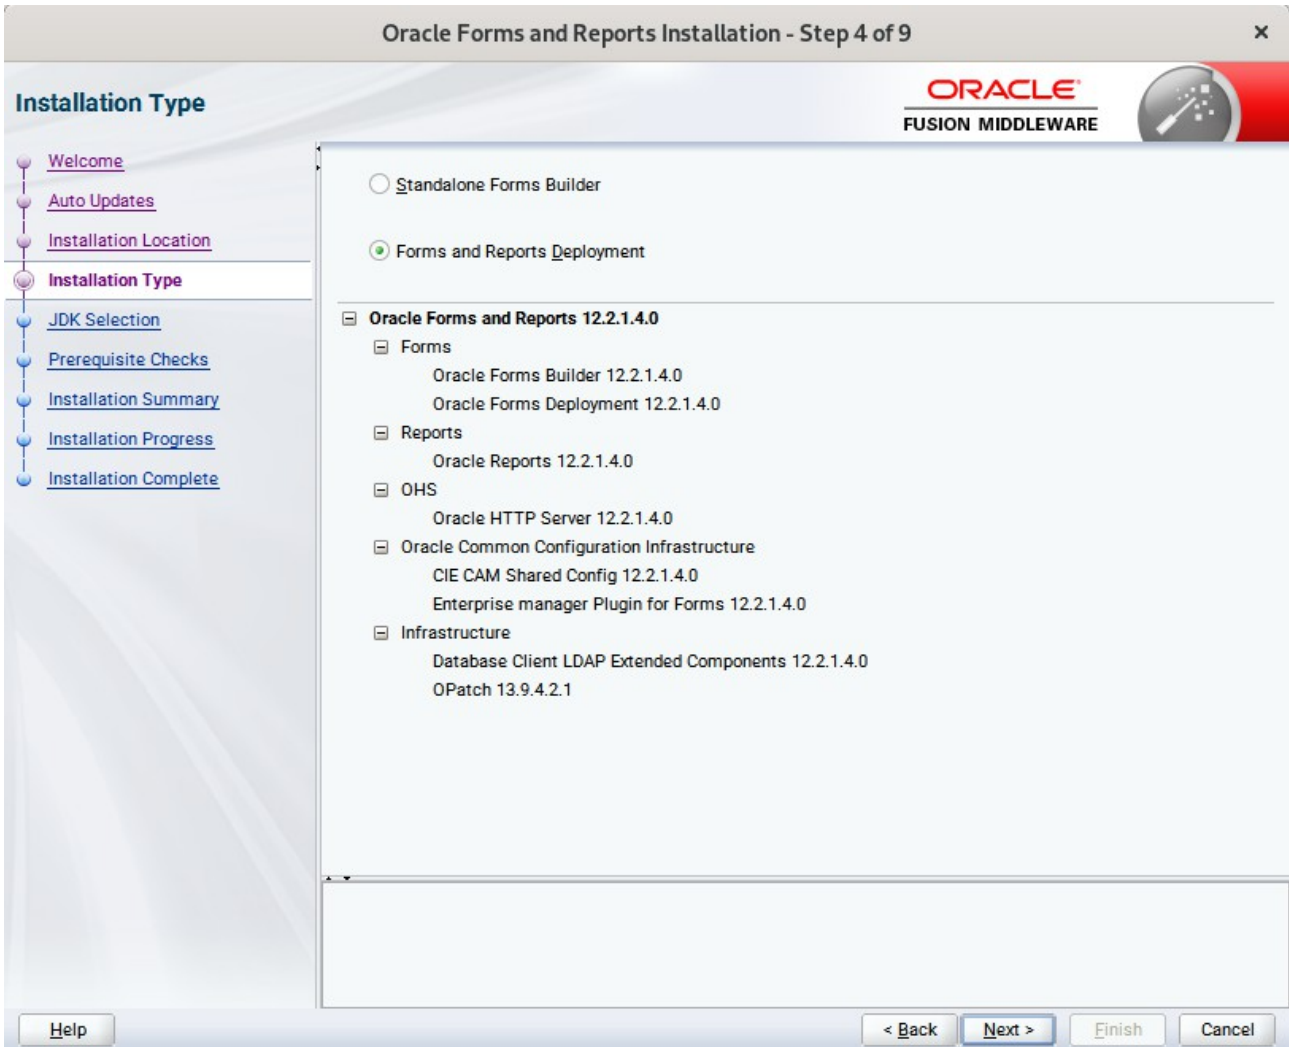 Oracle Forms and Reports Installation - Step 4 of 9
Installation Type
ORACLE
FUSION MIDDLEWARE
Welcome
Auto Updates
Installation Location
Installation Type
JDK Selection
Prerequisite Checks
Installation Summary
Installation Progress
Installation Complete
Standalone Forms Builder
Forms and Reports Deployment
Oracle Forms and Reports 12.2.1.4.0
Forms
Oracle Forms Builder 12.2.1.4.0
Oracle Forms Deployment 12.2.1.4.0
Reports
Oracle Reports 12.2.1.4.0
OHS
Oracle HTTP Server 12.2.1.4.0
Oracle Common Configuration Infrastructure
CIE CAM Shared Config 12.2.1.4.0
Enterprise manager Plugin for Forms 12.2.1.4.0
Infrastructure
Database Client LDAP Extended Components 12.2.1.4.0
OPatch 13.9.4.2.1
Help
< Back
Next >
Finish
Cancel